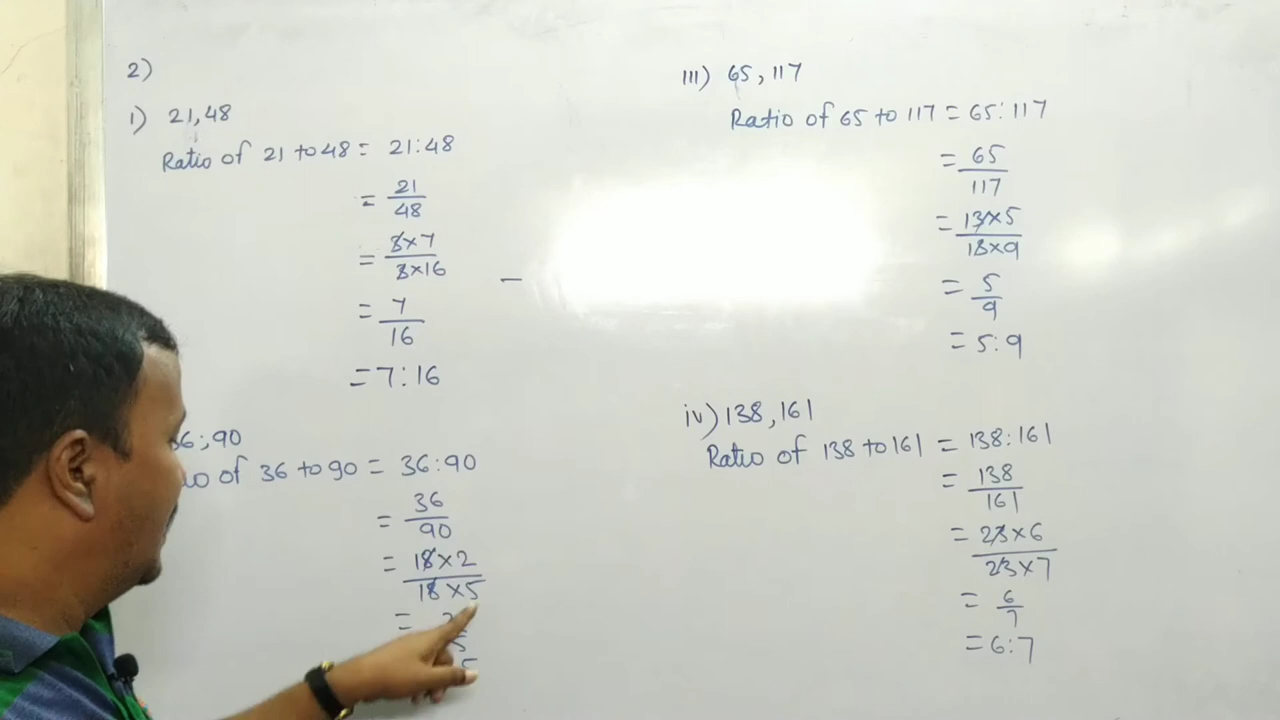 2)
i) 21,48
Ratio of 21 to 48 = 21:48
= 21/48
= 3×7/3×16
= 7/16
= 7:16
36,90
of 36 to 90 = 36:90
= 36/90
= 18×2/18×5
=
5
5
III) 65,117
Ratio of 65 to 117 = 65:117
= 65/117
= 13×5/13×9
= 5/9
= 5:9
iv) 138,161
Ratio of 138 to 161 = 138:161
= 138/161
= 23×6/23×7
= 6/7
= 6:7